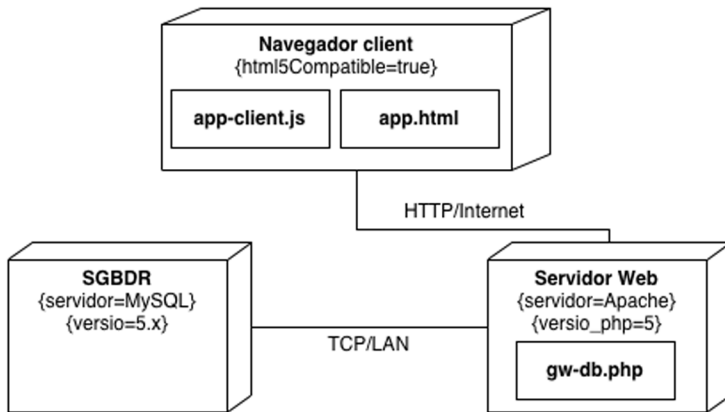 Navegador client
{html5Compatible=true}
app-client.js
app.html
HTTP/Internet
SGBDR
{servidor=MySQL}
{versio=5.x}
TCP/LAN
Servidor Web
{servidor=Apache}
{versio_php=5}
gw-db.php